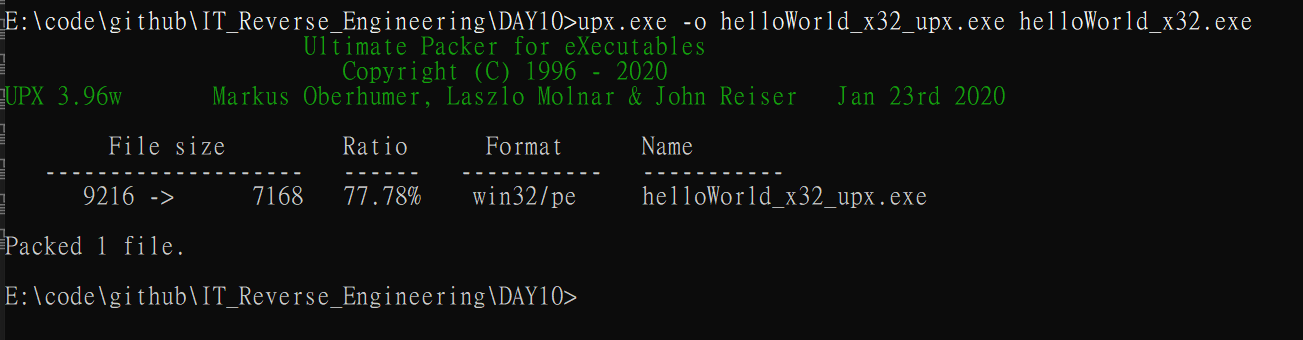 E:\code\github\IT_Reverse_Engineering\DAY10>upx.exe -o helloWorld_x32_upx.exe helloWorld_x32.exe
Ultimate Packer for eXecutables
Copyright (C) 1996 - 2020
UPX 3.96w Markus Oberhumer, Laszlo Molnar & John Reiser Jan 23rd 2020
File size Ratio Format Name
-------------------- ------ ----------- -----------
9216 -> 7168 77.78% win32/pe helloWorld_x32_upx.exe
Packed 1 file.
E:\code\github\IT_Reverse_Engineering\DAY10>